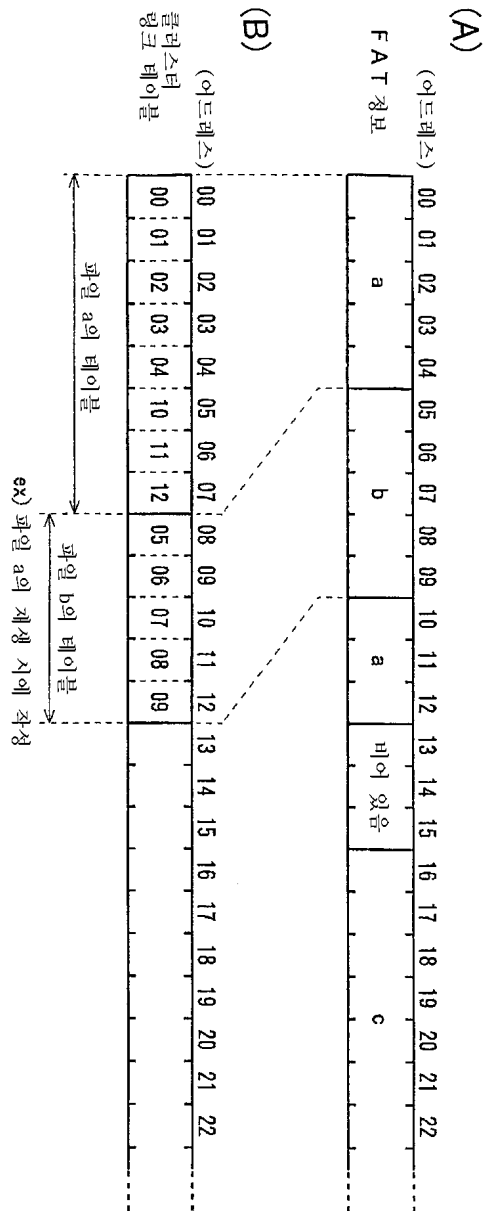 (A)
(어드레스) 00 01 02 03 04 05 06 07 08 09 10 11 12 13 14 15 16 17 18 19 20 21 22
FAT 정보 a b a 비어 있음 c
(B)
(어드레스) 00 01 02 03 04 05 06 07 08 09 10 11 12 13 14 15 16 17 18 19 20 21 22
클러스터
링크 테이블 00 01 02 03 04 10 11 12 05 06 07 08 09
파일 a의 테이블 파일 b의 테이블
ex) 파일 a의 재생 시에 작성